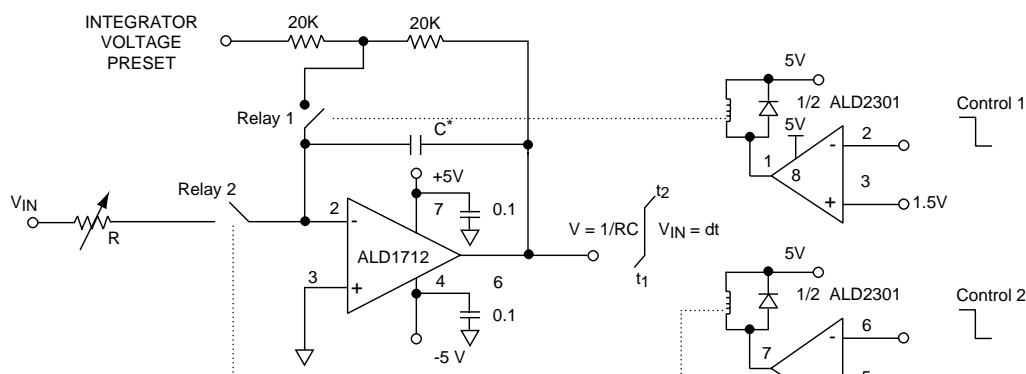 INTEGRATOR
VOLTAGE
PRESET
20K
20K
Relay 1
C*
5V
1/2 ALD2301
Control 1
5V
2
1
8
3
1.5V
VIN
Relay 2
R
+5V
2
7
0.1
ALD1712
3
4
6
0.1
-5 V
t2
V = 1/RC
VIN = dt
t1
5V
1/2 ALD2301
Control 2
6
7